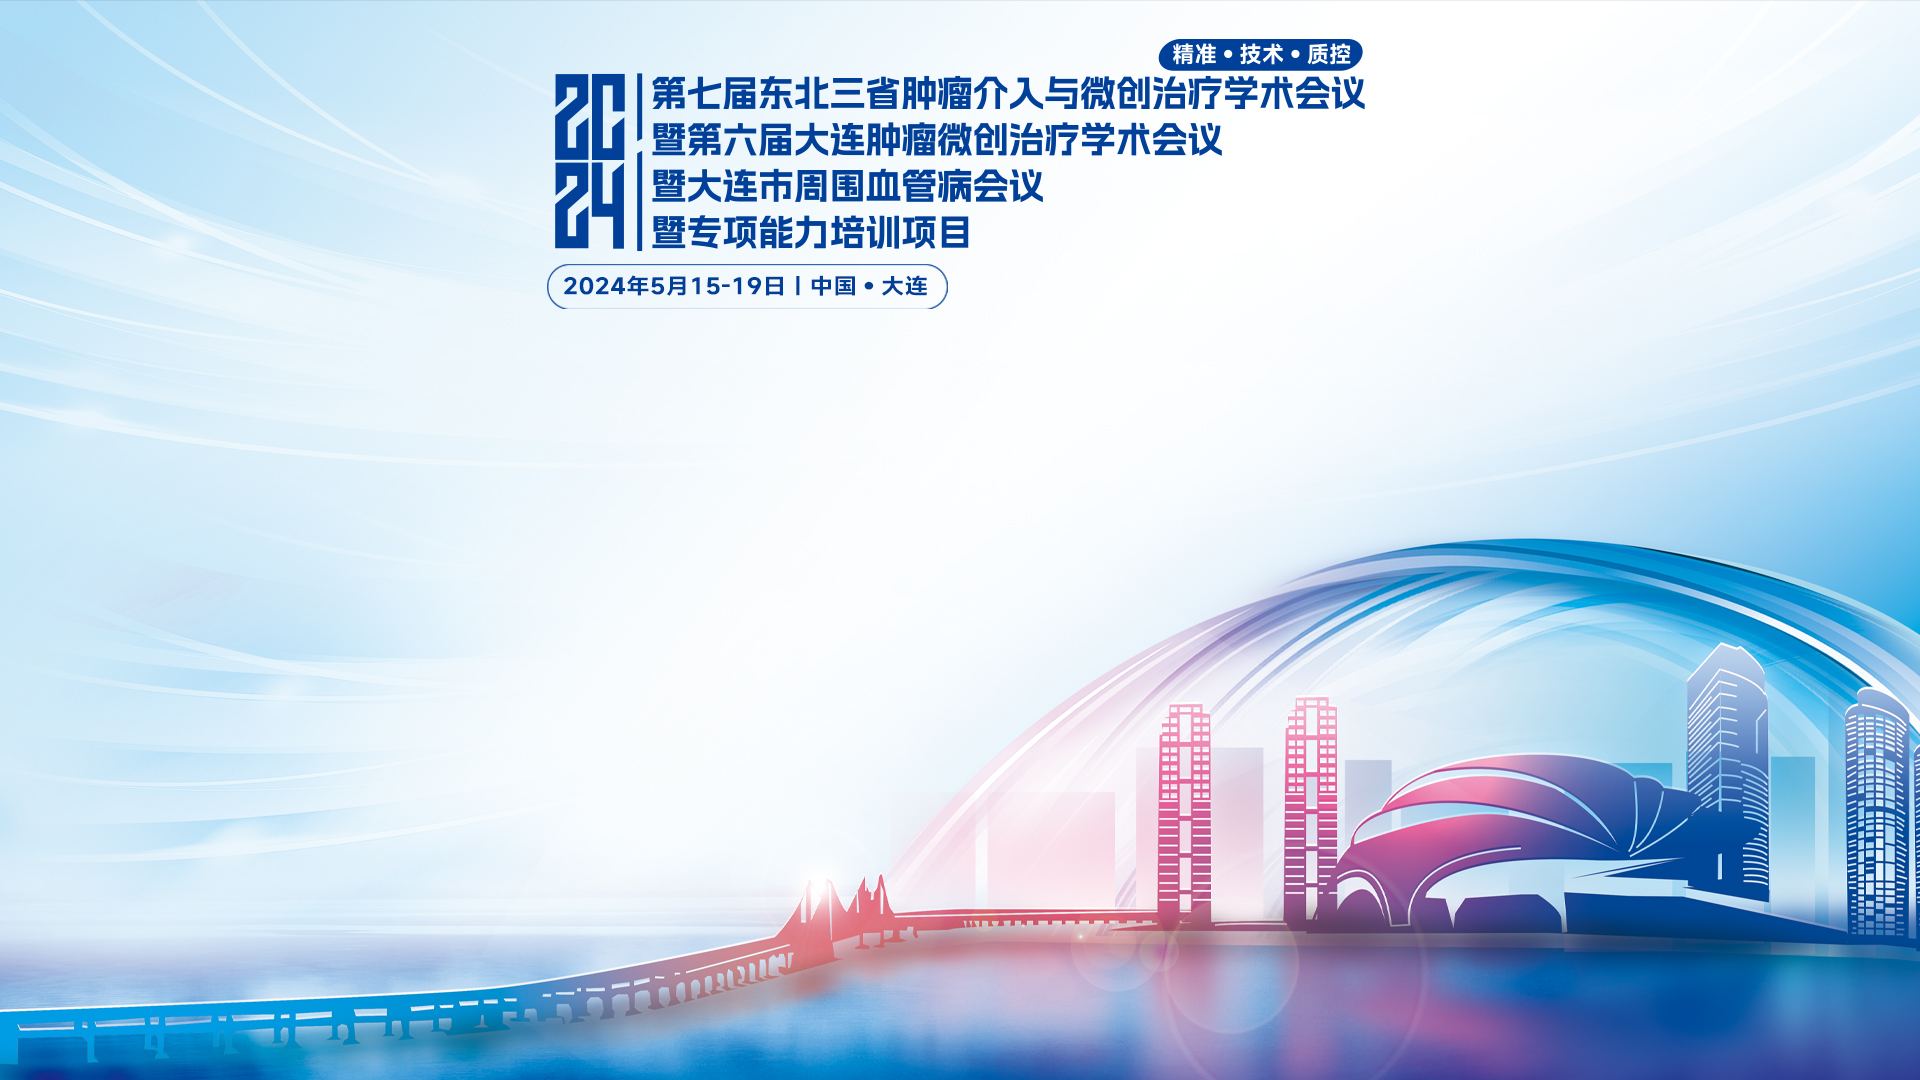 精准•技术•质控
2024
第七届东北三省肿瘤介入与微创治疗学术会议
暨第六届大连肿瘤微创治疗学术会议
暨大连市周围血管病会议
暨专项能力培训项目
2024年5月15-19日丨中国•大连